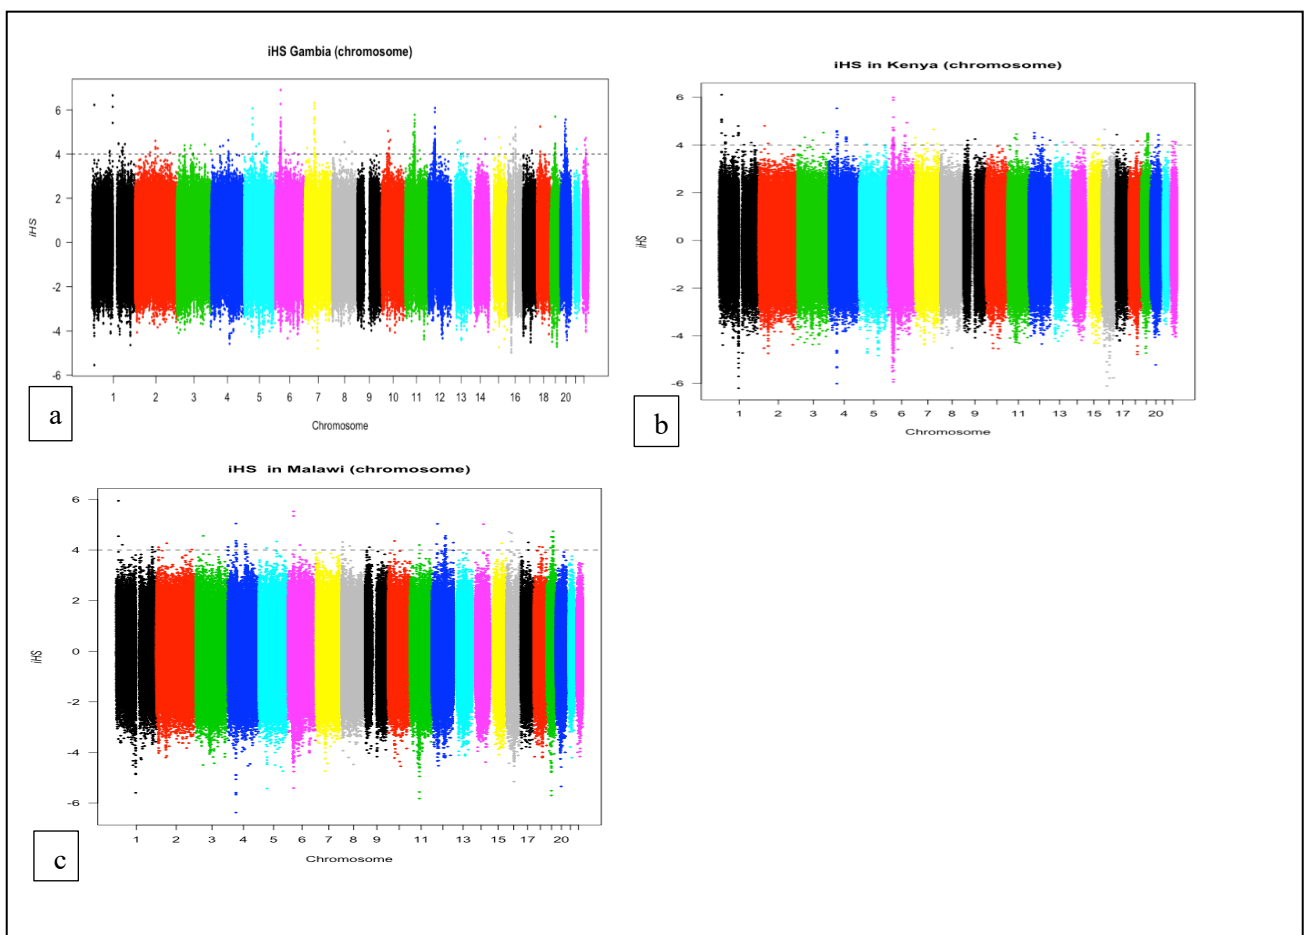 iHS Gambia (chromosome)
6
4
2
0
-2
-4
-6
iHS
1 2 3 4 5 6 7 8 9 10 11 12 13 14 16 18 20
Chromosome
a
iHS in Kenya (chromosome)
6
4
2
0
-2
-4
-6
iHS
1 2 3 4 5 6 7 8 9 11 13 15 17 20
Chromosome
b
iHS in Malawi (chromosome)
6
4
2
0
-2
-4
-6
iHS
1 2 3 4 5 6 7 8 9 11 13 15 17 20
Chromosome
c